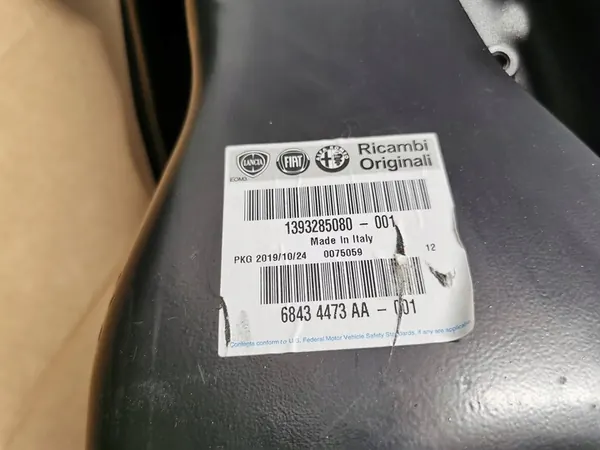 LANCIA FIAT ALFA ROMEO Ricambi
Originali
1393285080 - 001
Made in Italy
PKG 2019/10/24 0075059 12
6843 4473 AA - 001
Contents conform to U.S. Federal Motor Vehicle Safety Standards, if any are applicable